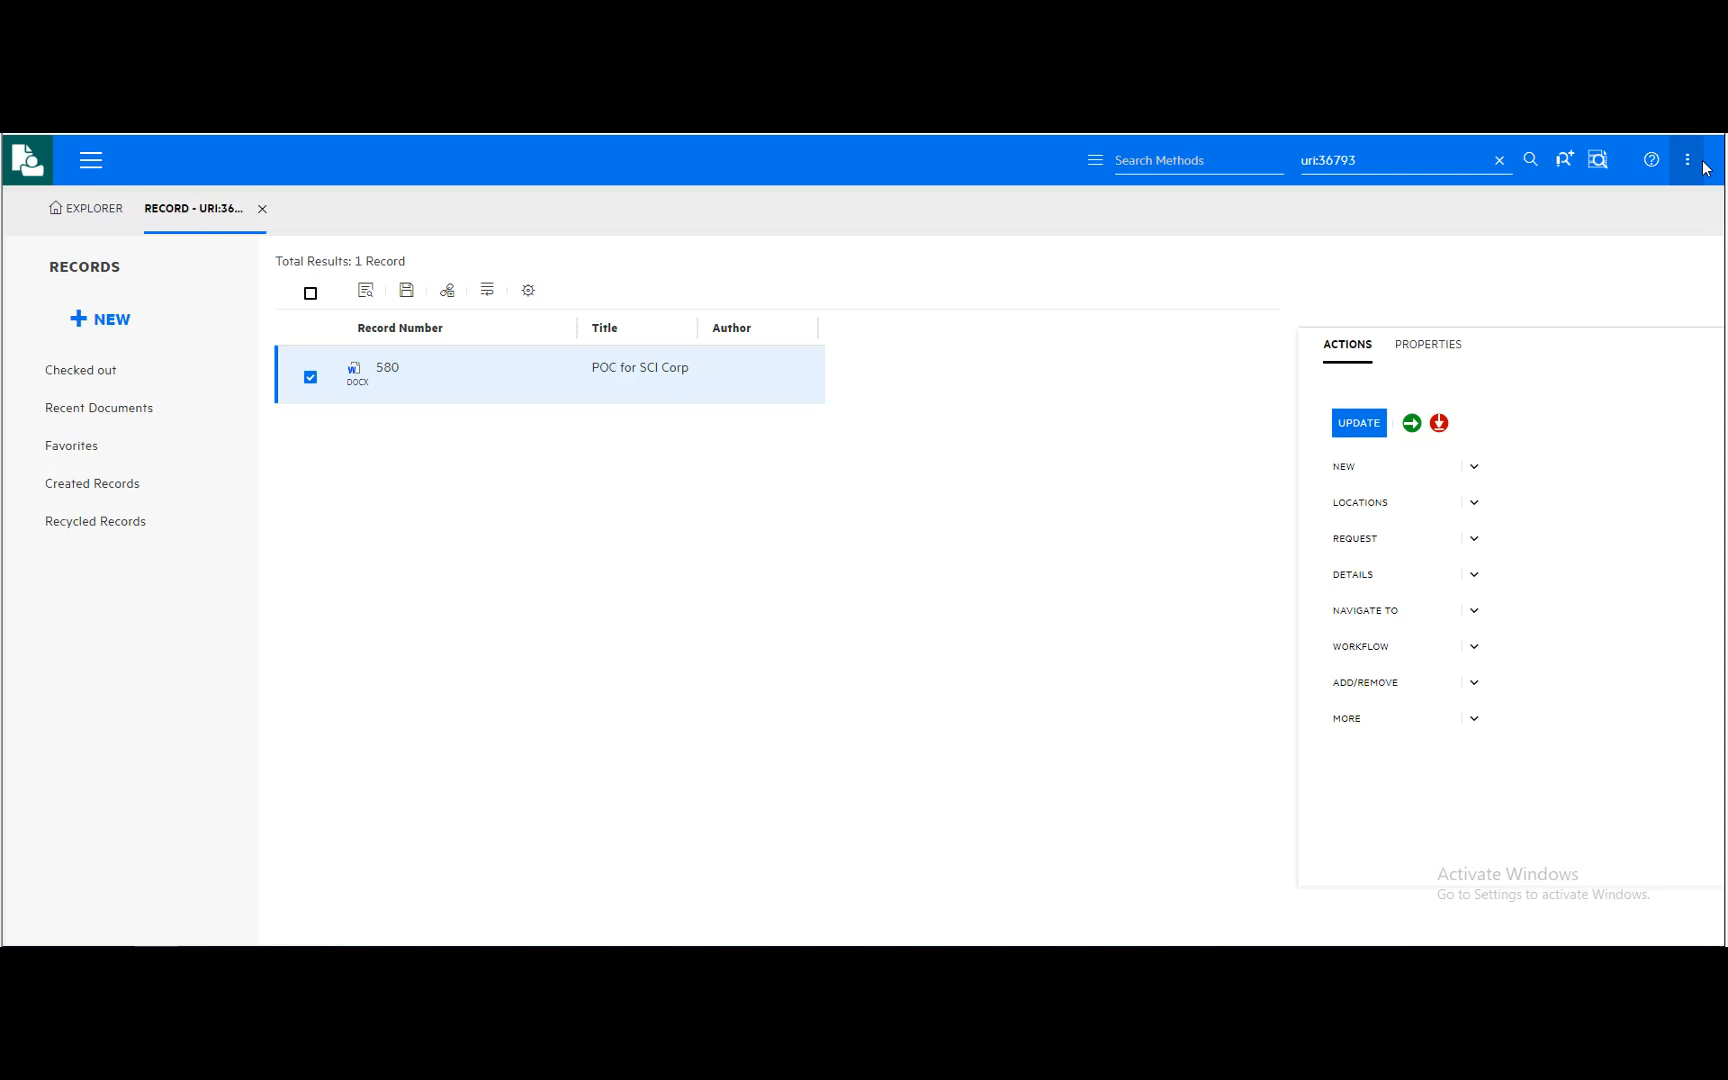 Search Methods
uri:36793
EXPLORER
RECORD - URI:36...
RECORDS
NEW
Checked out
Recent Documents
Favorites
Created Records
Recycled Records
Total Results: 1 Record
Record Number
Title
Author
580
DOCX
POC for SCI Corp
ACTIONS
PROPERTIES
UPDATE
NEW
LOCATIONS
REQUEST
DETAILS
NAVIGATE TO
WORKFLOW
ADD/REMOVE
MORE
Activate Windows
Go to Settings to activate Windows.